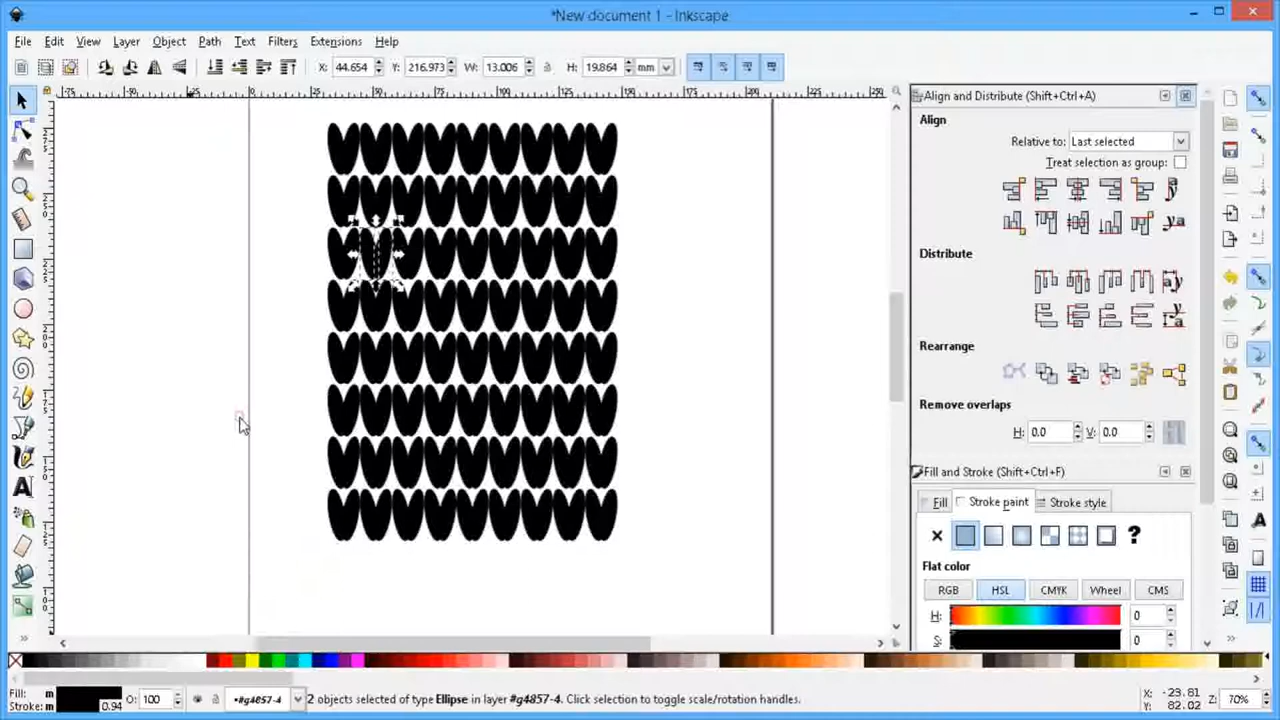 *New document 1 - Inkscape
File Edit View Layer Object Path Text Filters Extensions Help
X: 44.654 Y: 216.973 W: 13.006 H: 19.864 mm
Align and Distribute (Shift+Ctrl+A)
Align
Relative to: Last selected
Treat selection as group:
Distribute
Rearrange
Remove overlaps
H: 0.0 V: 0.0
Fill and Stroke (Shift+Ctrl+F)
Fill Stroke paint Stroke style
Flat color
RGB HSL CMYK Wheel CMS
H: 0
S: 0
Fill: m
Stroke: m 0.94
O: 100
•#g4857-4
2 objects selected of type Ellipse in layer #g4857-4. Click selection to toggle scale/rotation handles.
X: -23.81
Y: 82.02
Z: 70%